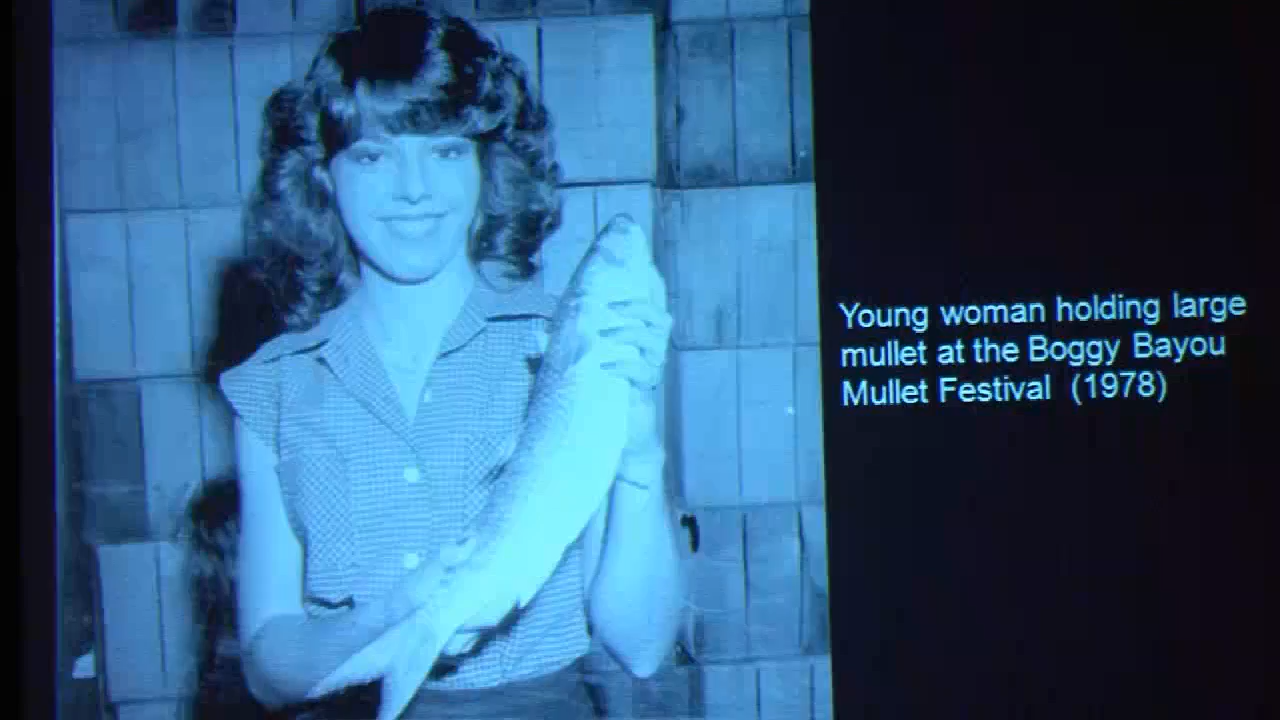 Young woman holding large
mullet at the Boggy Bayou
Mullet Festival (1978)